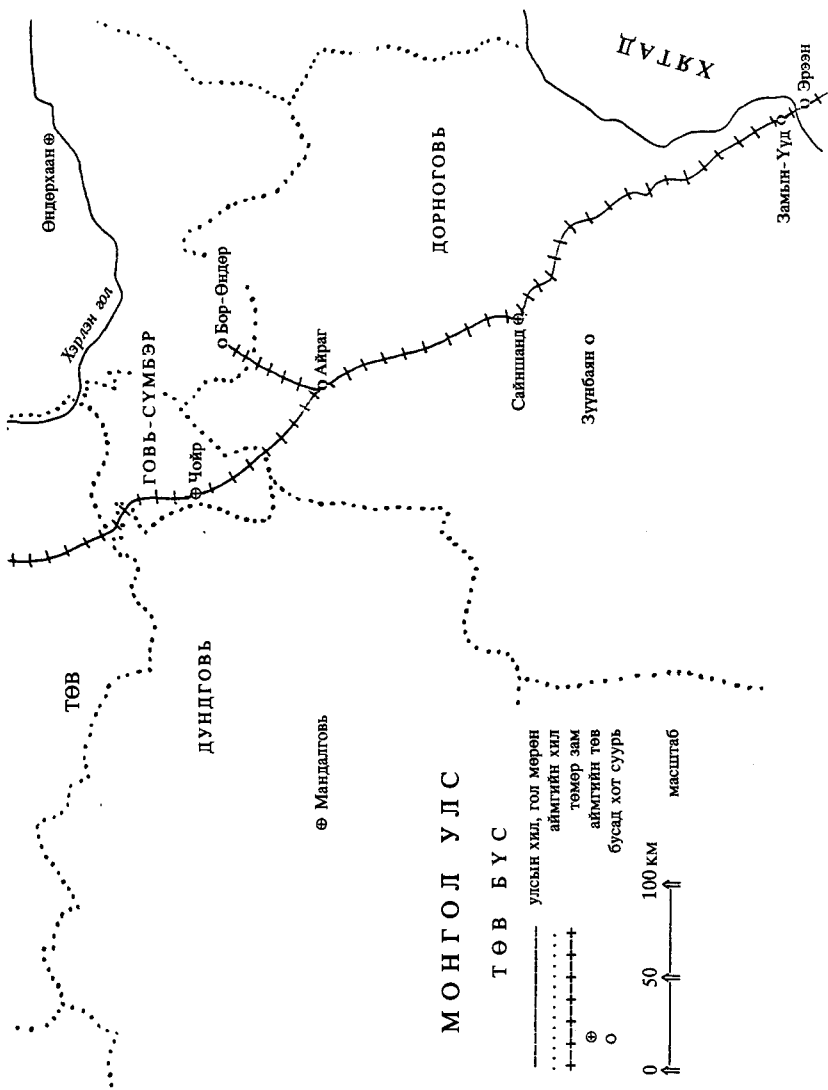 Өндөрхаан
ТӨВ
Хэрлэн гол
ГОВЬ-СҮМБЭР
Чойр
ДУНДГОВЬ
Бор-Өндөр
Мандалговь
Айраг
ДОРНОГОВЬ
Сайншанд
Зүүнбаян
ХЯТАД
Замын-Үүд
Эрээн
МОНГОЛ УЛС
ТӨВ БҮС
улсын хил, гол мөрөн
аймгийн хил
төмөр зам
аймгийн төв
бусад хот суурь
0 50 100 км
масштаб